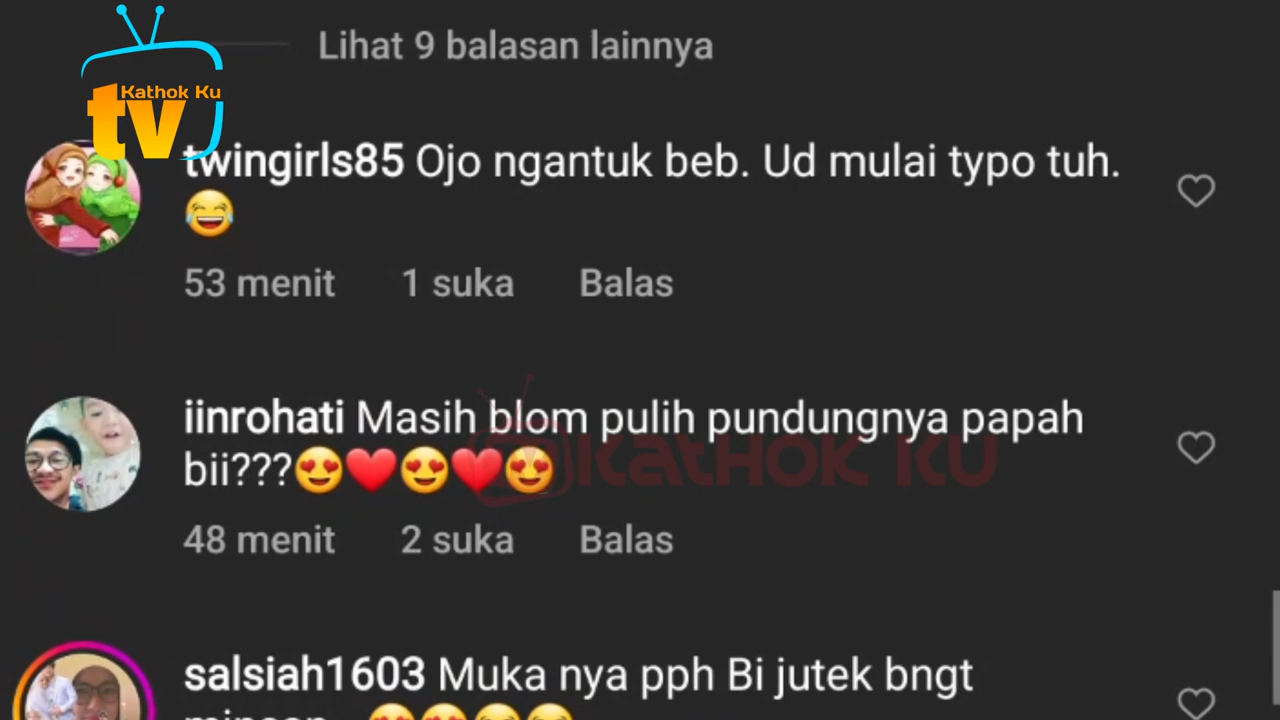 Lihat 9 balasan lainnya
Kathok Ku
tv
twingirls85 Ojo ngantuk beb. Ud mulai typo tuh.
😂
53 menit 1 suka Balas
iinrohati Masih blom pulih pundungnya papah
bii???😍❤️😍❤️😍
KATHOK KU
48 menit 2 suka Balas
salsiah1603 Muka nya pph Bi jutek bngt